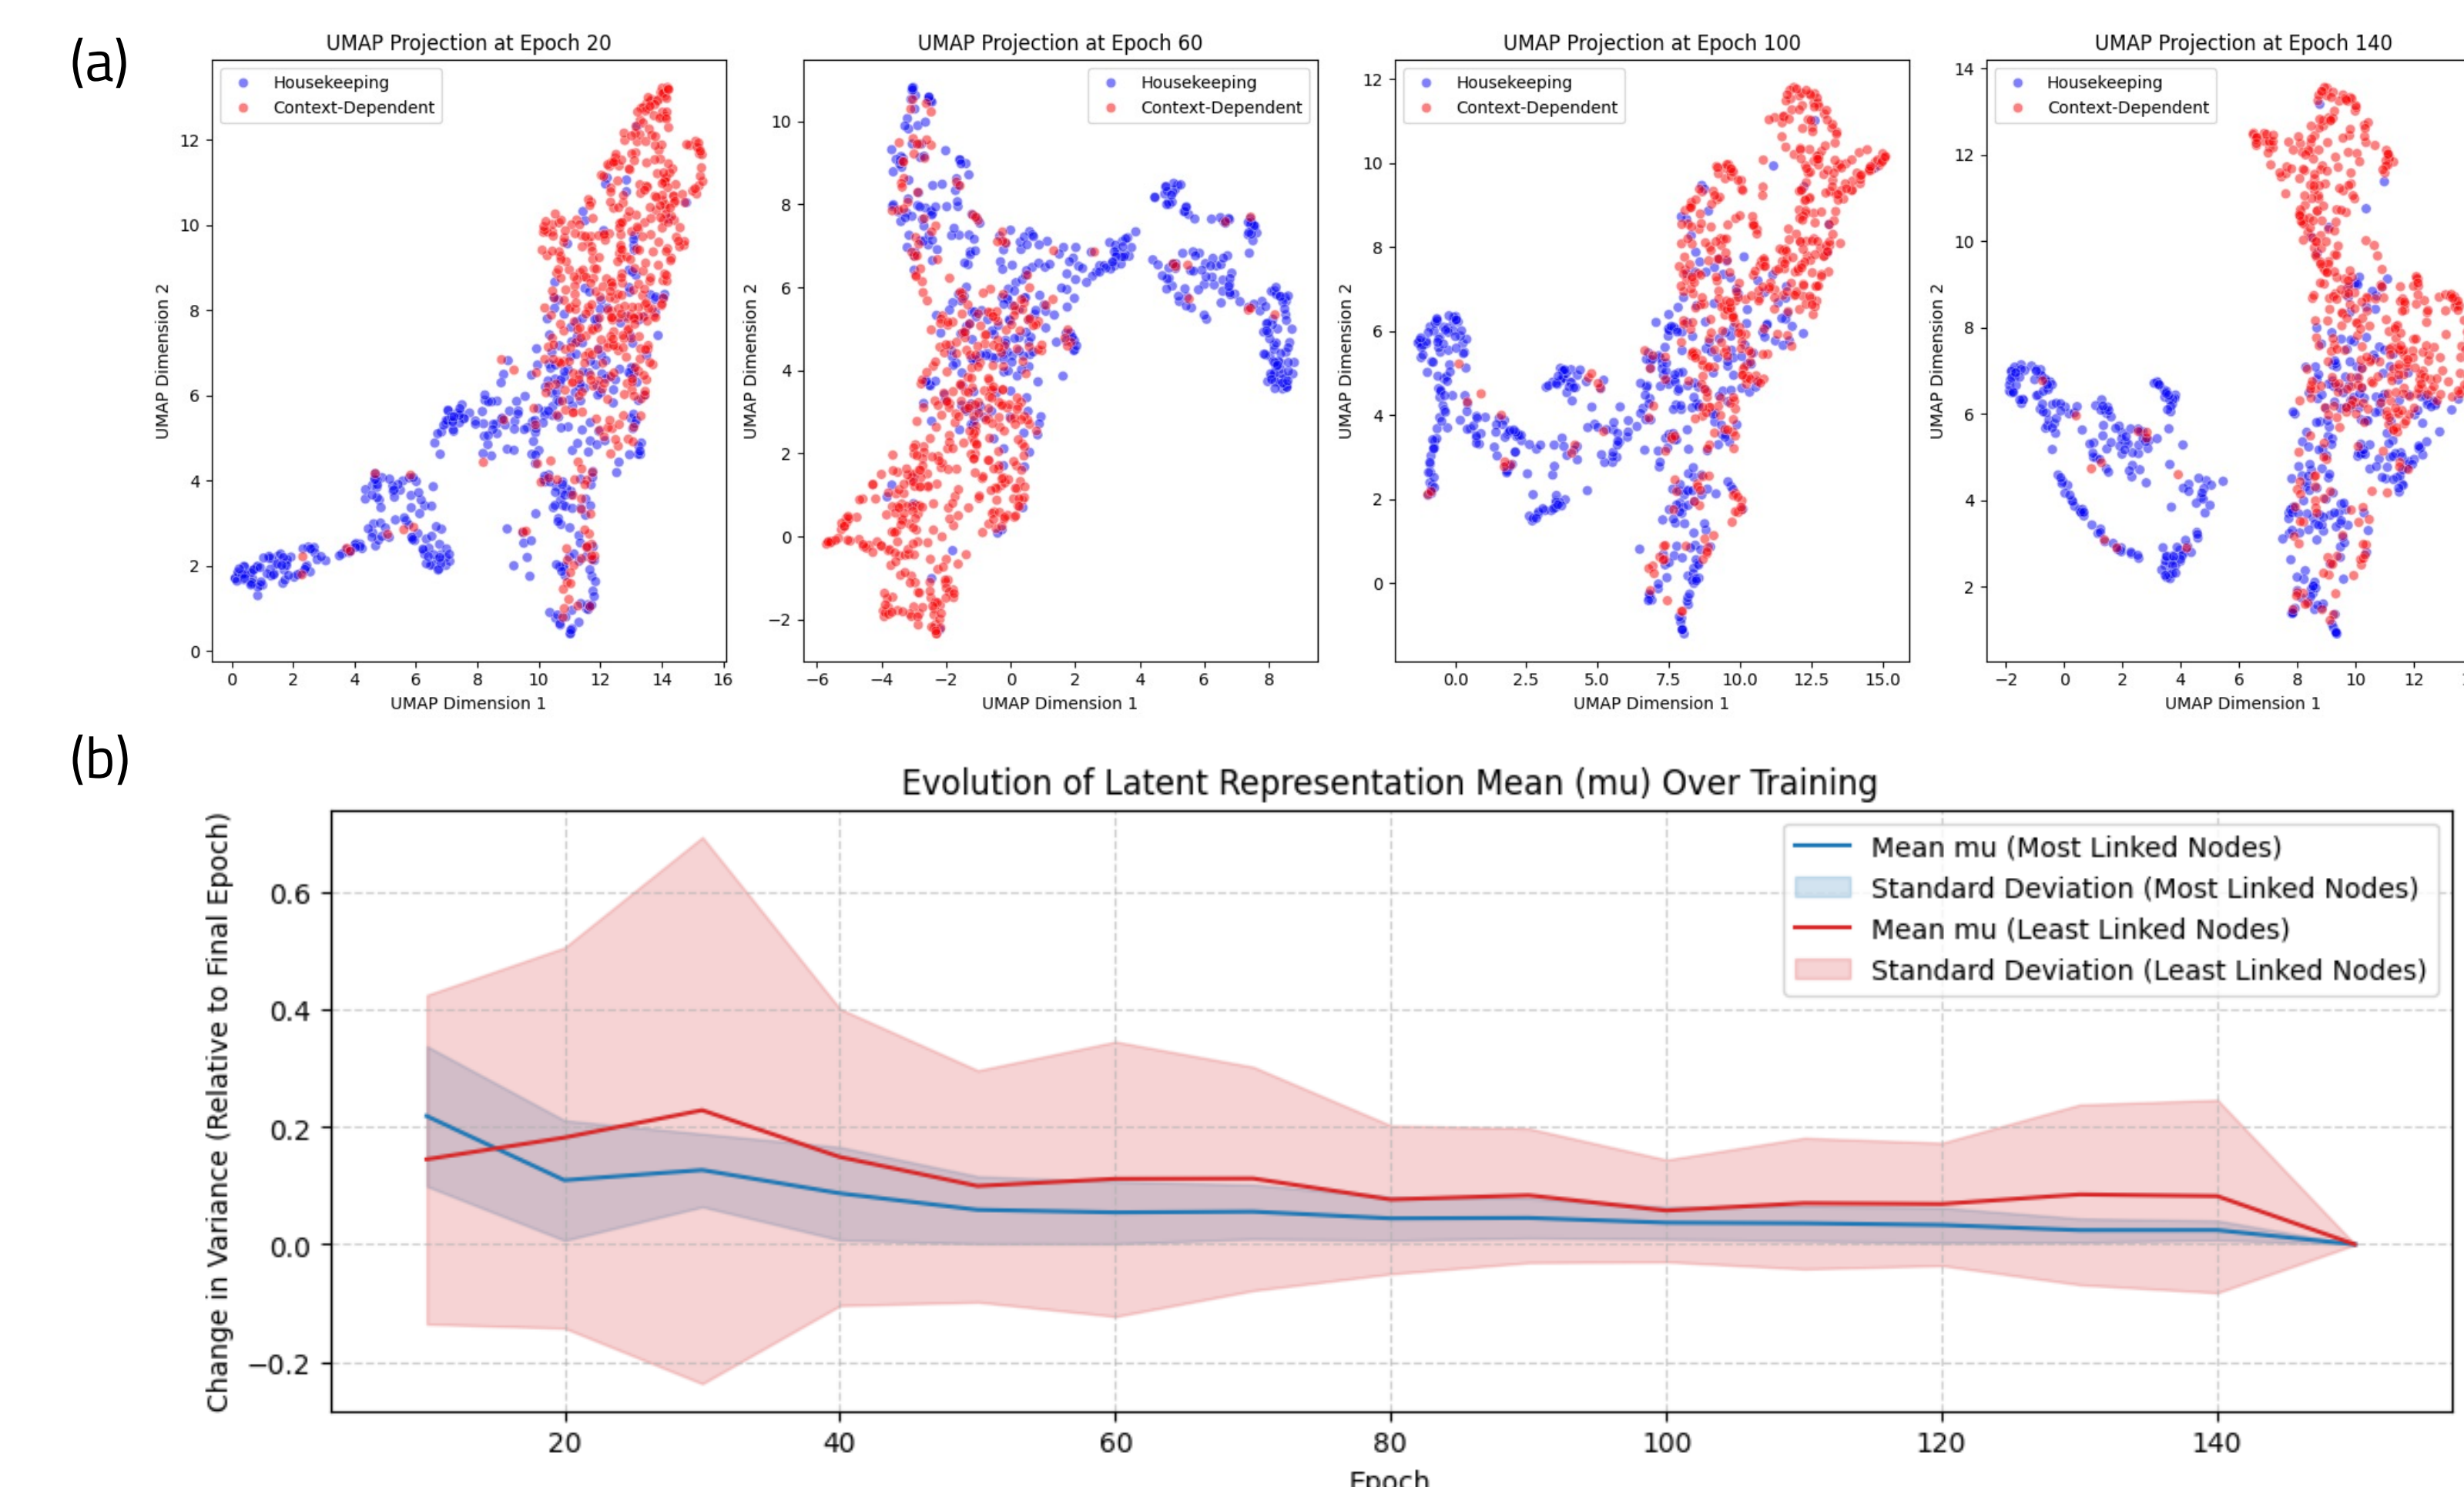 (a)
UMAP Projection at Epoch 20
Housekeeping
Context-Dependent
UMAP Dimension 2
12
10
8
6
4
2
0
0 2 4 6 8 10 12 14 16
UMAP Dimension 1
UMAP Projection at Epoch 60
Housekeeping
Context-Dependent
UMAP Dimension 2
10
8
6
4
2
0
−2
−6 −4 −2 0 2 4 6 8
UMAP Dimension 1
UMAP Projection at Epoch 100
Housekeeping
Context-Dependent
UMAP Dimension 2
12
10
8
6
4
2
0
0.0 2.5 5.0 7.5 10.0 12.5 15.0
UMAP Dimension 1
UMAP Projection at Epoch 140
Housekeeping
Context-Dependent
UMAP Dimension 2
14
12
10
8
6
4
2
−2 0 2 4 6 8 10 12
UMAP Dimension 1
(b)
Evolution of Latent Representation Mean (mu) Over Training
Mean mu (Most Linked Nodes)
Standard Deviation (Most Linked Nodes)
Mean mu (Least Linked Nodes)
Standard Deviation (Least Linked Nodes)
Change in Variance (Relative to Final Epoch)
0.6
0.4
0.2
0.0
−0.2
20 40 60 80 100 120 140
Epoch